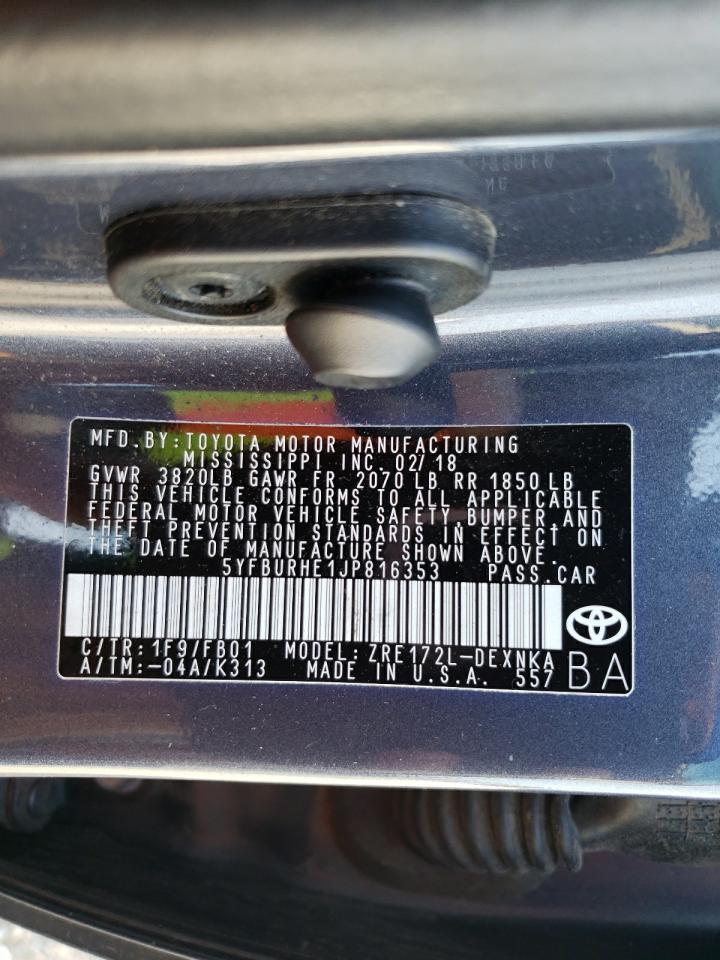 MFD. BY: TOYOTA MOTOR MANUFACTURING
MISSISSIPPI INC. 02/18
GVWR 3820LB GAWR FR. 2070 LB RR 1850 LB
THIS VEHICLE CONFORMS TO ALL APPLICABLE
FEDERAL MOTOR VEHICLE SAFETY, BUMPER, AND
THEFT PREVENTION STANDARDS IN EFFECT ON
THE DATE OF MANUFACTURE SHOWN ABOVE.
5YFBURHE1JP816353 PASS. CAR
C/TR: 1F9/FB01 MODEL: ZRE172L-DEXNKA
A/TM: -04A/K313 MADE IN U.S.A. 557
BA